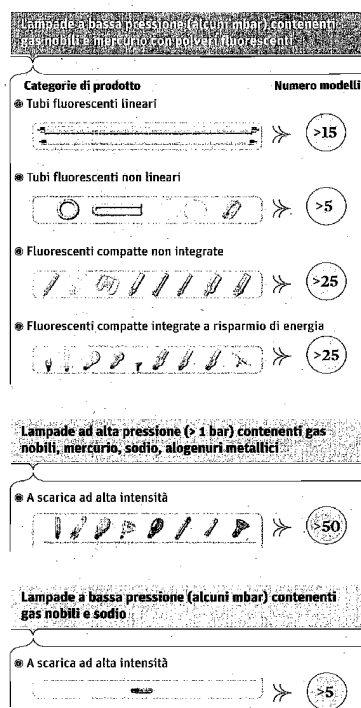 Lampade a bassa pressione (alcuni mbar) contenenti
gas nobili e mercurio con polveri fluorescenti
Categorie di prodotto Numero modelli
Tubi fluorescenti lineari
>15
Tubi fluorescenti non lineari
>5
Fluorescenti compatte non integrate
>25
Fluorescenti compatte integrate a risparmio di energia
>25
Lampade ad alta pressione (> 1 bar) contenenti gas
nobili, mercurio, sodio, alogenuri metallici
A scarica ad alta intensità
>50
Lampade a bassa pressione (alcuni mbar) contenenti
gas nobili e sodio
A scarica ad alta intensità
>5